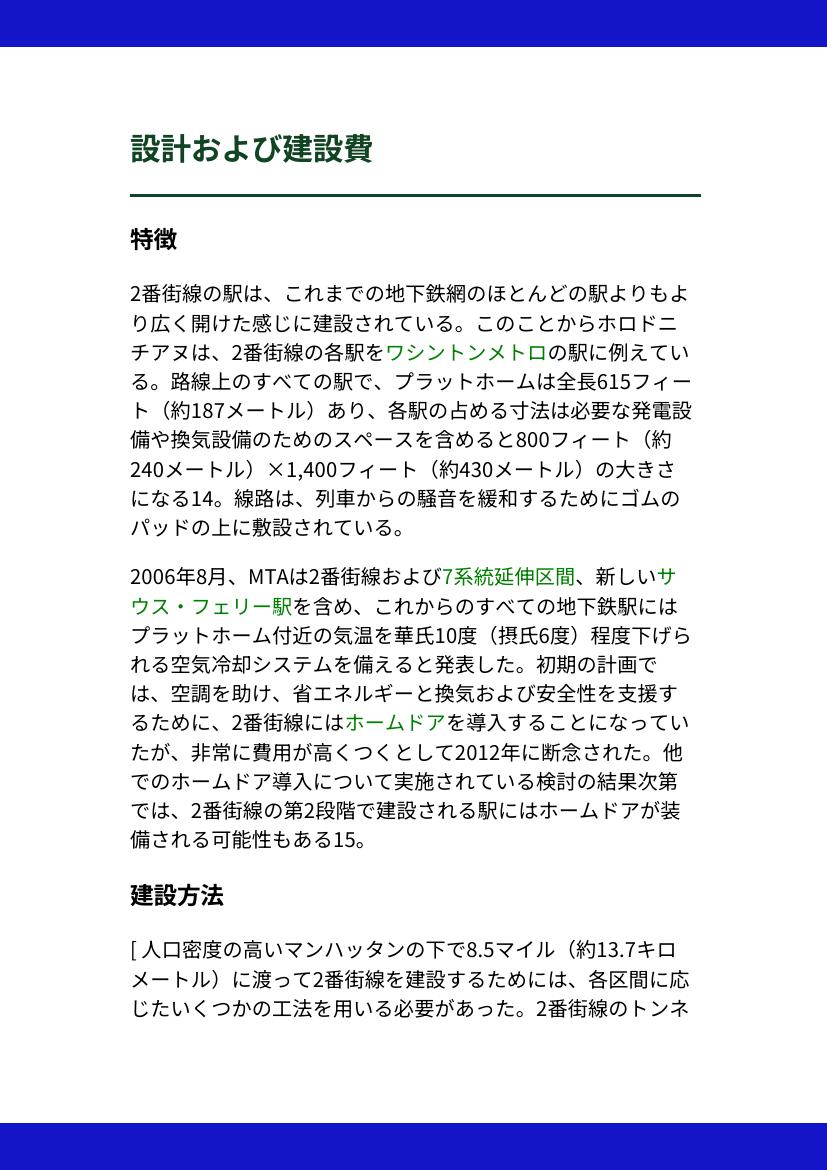 設計および建設費
特徴
2番街線の駅は、これまでの地下鉄網のほとんどの駅よりもよ
り広く開けた感じに建設されている。このことからホロドニ
チアヌは、2番街線の各駅をワシントンメトロの駅に例えてい
る。路線上のすべての駅で、プラットホームは全長615フィー
ト（約187メートル）あり、各駅の占める寸法は必要な発電設
備や換気設備のためのスペースを含めると800フィート（約
240メートル）×1,400フィート（約430メートル）の大きさ
になる14。線路は、列車からの騒音を緩和するためにゴムの
パッドの上に敷設されている。
2006年8月、MTAは2番街線および7系統延伸区間、新しいサ
ウス・フェリー駅を含め、これからのすべての地下鉄駅には
プラットホーム付近の気温を華氏10度（摂氏6度）程度下げら
れる空気冷却システムを備えると発表した。初期の計画で
は、空調を助け、省エネルギーと換気および安全性を支援す
るために、2番街線にはホームドアを導入することになってい
たが、非常に費用が高くつくとして2012年に断念された。他
でのホームドア導入について実施されている検討の結果次第
では、2番街線の第2段階で建設される駅にはホームドアが装
備される可能性もある15。
建設方法
[ 人口密度の高いマンハッタンの下で8.5マイル（約13.7キロ
メートル）に渡って2番街線を建設するためには、各区間に応
じたいくつかの工法を用いる必要があった。2番街線のトンネ